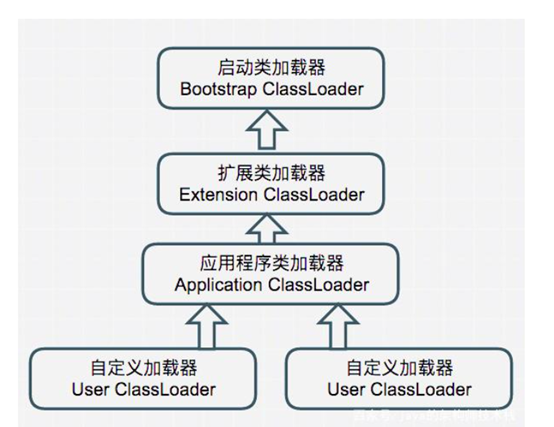 启动类加载器
Bootstrap ClassLoader
扩展类加载器
Extension ClassLoader
应用程序类加载器
Application ClassLoader
自定义加载器
User ClassLoader
自定义加载器
User ClassLoader